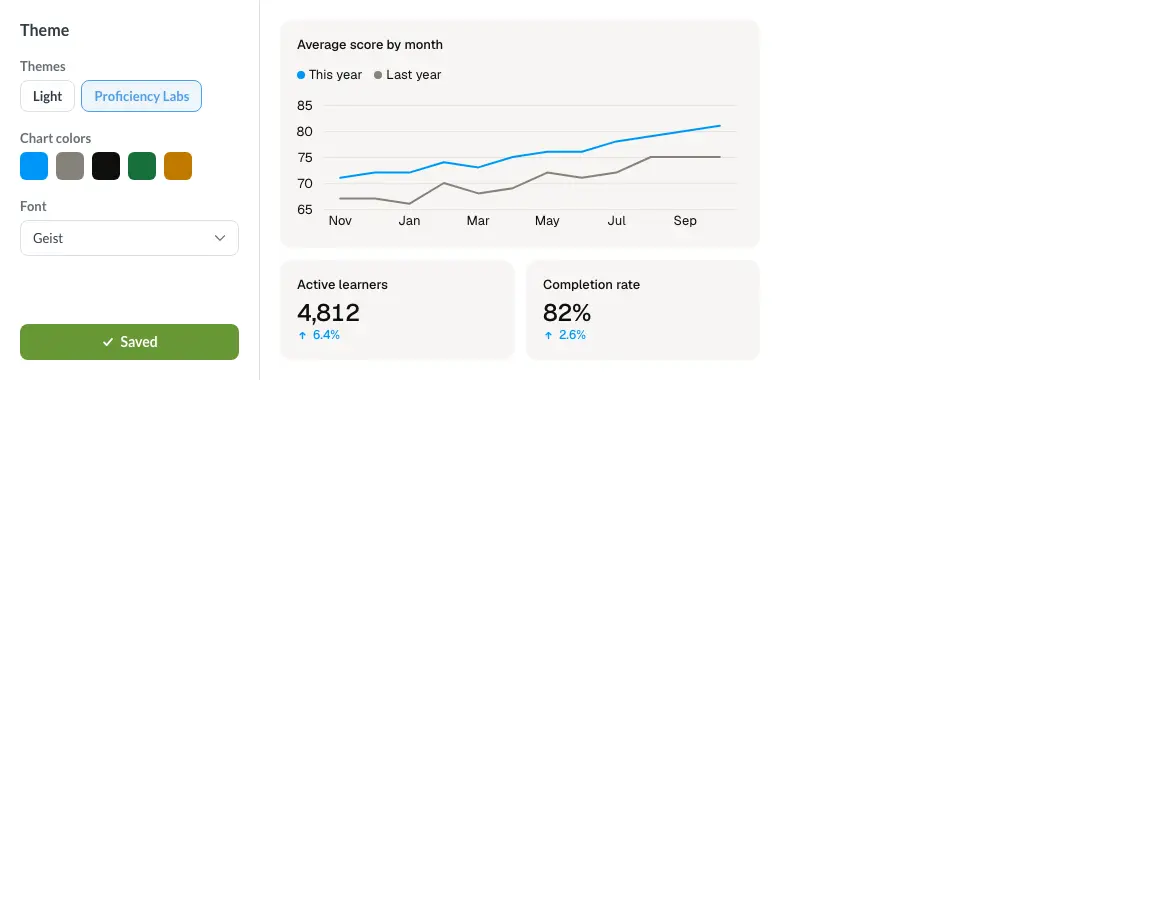 Theme
Themes
Light Proficiency Labs
Chart colors
Font
Geist
Saved
Average score by month
This year Last year
85
80
75
70
65
Nov Jan Mar May Jul Sep
Active learners
4,812
↑ 6.4%
Completion rate
82%
↑ 2.6%